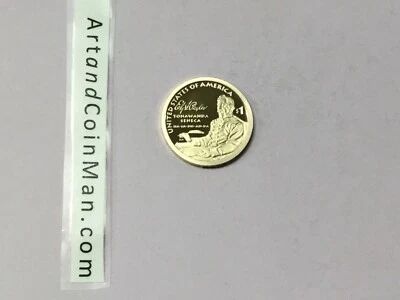 ArtandCoinMan.com
UNITED STATES OF AMERICA
$1
TONAWANDA
SENECA